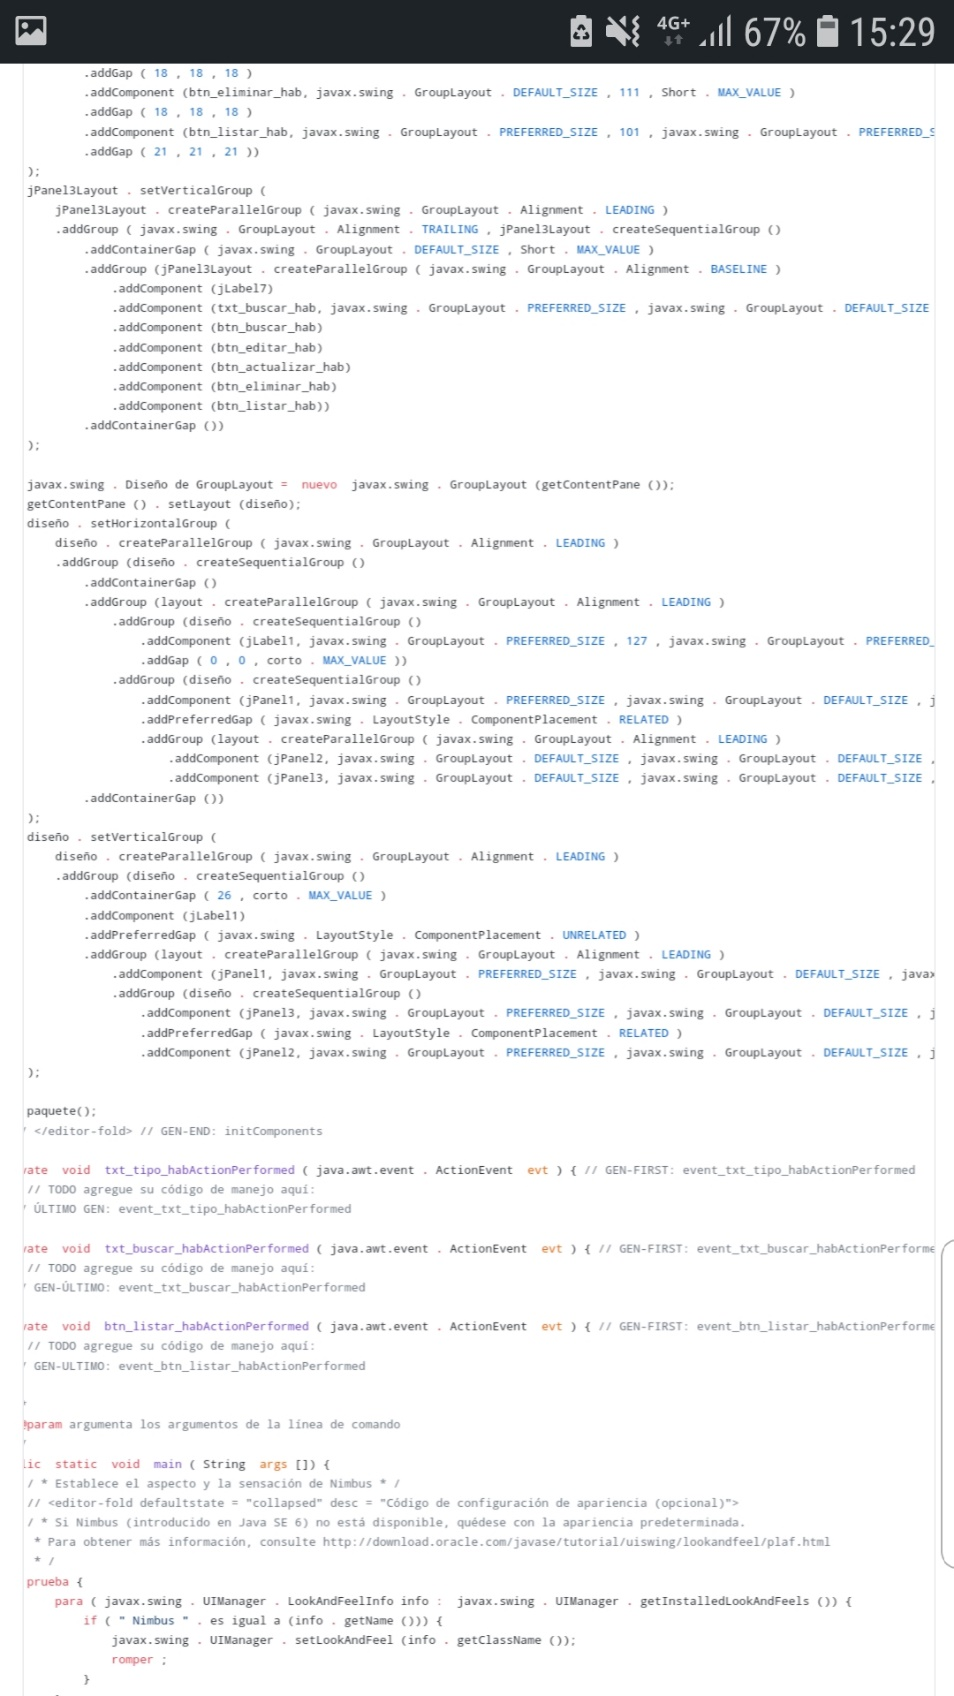 4G+ 67% 15:29
.addGap ( 18 , 18 , 18 )
.addComponent (btn_eliminar_hab, javax.swing . GroupLayout . DEFAULT_SIZE , 111 , Short . MAX_VALUE )
.addGap ( 18 , 18 , 18 )
.addComponent (btn_listar_hab, javax.swing . GroupLayout . PREFERRED_SIZE , 101 , javax.swing . GroupLayout . PREFERRED_S
.addGap ( 21 , 21 , 21 ))
);
jPanel3Layout . setVerticalGroup (
jPanel3Layout . createParallelGroup ( javax.swing . GroupLayout . Alignment . LEADING )
.addGroup ( javax.swing . GroupLayout . Alignment . TRAILING , jPanel3Layout . createSequentialGroup ()
.addContainerGap ( javax.swing . GroupLayout . DEFAULT_SIZE , Short . MAX_VALUE )
.addGroup (jPanel3Layout . createParallelGroup ( javax.swing . GroupLayout . Alignment . BASELINE )
.addComponent (jLabel7)
.addComponent (txt_buscar_hab, javax.swing . GroupLayout . PREFERRED_SIZE , javax.swing . GroupLayout . DEFAULT_SIZE
.addComponent (btn_buscar_hab)
.addComponent (btn_editar_hab)
.addComponent (btn_actualizar_hab)
.addComponent (btn_eliminar_hab)
.addComponent (btn_listar_hab))
.addContainerGap ())
);
javax.swing . Diseño de GroupLayout = nuevo javax.swing . GroupLayout (getContentPane ());
getContentPane () . setLayout (diseño);
diseño . setHorizontalGroup (
diseño . createParallelGroup ( javax.swing . GroupLayout . Alignment . LEADING )
.addGroup (diseño . createSequentialGroup ()
.addContainerGap ()
.addGroup (layout . createParallelGroup ( javax.swing . GroupLayout . Alignment . LEADING )
.addGroup (diseño . createSequentialGroup ()
.addComponent (jLabel1, javax.swing . GroupLayout . PREFERRED_SIZE , 127 , javax.swing . GroupLayout . PREFERRED_
.addGap ( 0 , 0 , corto . MAX_VALUE ))
.addGroup (diseño . createSequentialGroup ()
.addComponent (jPanel1, javax.swing . GroupLayout . PREFERRED_SIZE , javax.swing . GroupLayout . DEFAULT_SIZE , j
.addPreferredGap ( javax.swing . LayoutStyle . ComponentPlacement . RELATED )
.addGroup (layout . createParallelGroup ( javax.swing . GroupLayout . Alignment . LEADING )
.addComponent (jPanel2, javax.swing . GroupLayout . DEFAULT_SIZE , javax.swing . GroupLayout . DEFAULT_SIZE ,
.addComponent (jPanel3, javax.swing . GroupLayout . DEFAULT_SIZE , javax.swing . GroupLayout . DEFAULT_SIZE ,
.addContainerGap ())
);
diseño . setVerticalGroup (
diseño . createParallelGroup ( javax.swing . GroupLayout . Alignment . LEADING )
.addGroup (diseño . createSequentialGroup ()
.addContainerGap ( 26 , corto . MAX_VALUE )
.addComponent (jLabel1)
.addPreferredGap ( javax.swing . LayoutStyle . ComponentPlacement . UNRELATED )
.addGroup (layout . createParallelGroup ( javax.swing . GroupLayout . Alignment . LEADING )
.addComponent (jPanel1, javax.swing . GroupLayout . PREFERRED_SIZE , javax.swing . GroupLayout . DEFAULT_SIZE , javax
.addGroup (diseño . createSequentialGroup ()
.addComponent (jPanel3, javax.swing . GroupLayout . PREFERRED_SIZE , javax.swing . GroupLayout . DEFAULT_SIZE , j
.addPreferredGap ( javax.swing . LayoutStyle . ComponentPlacement . RELATED )
.addComponent (jPanel2, javax.swing . GroupLayout . PREFERRED_SIZE , javax.swing . GroupLayout . DEFAULT_SIZE , j
);
paquete();
/ </editor-fold> // GEN-END: initComponents
vate void txt_tipo_habActionPerformed ( java.awt.event . ActionEvent evt ) { // GEN-FIRST: event_txt_tipo_habActionPerformed
// TODO agregue su código de manejo aquí:
/ ÚLTIMO GEN: event_txt_tipo_habActionPerformed
vate void txt_buscar_habActionPerformed ( java.awt.event . ActionEvent evt ) { // GEN-FIRST: event_txt_buscar_habActionPerforme
// TODO agregue su código de manejo aquí:
/ GEN-ÚLTIMO: event_txt_buscar_habActionPerformed
vate void btn_listar_habActionPerformed ( java.awt.event . ActionEvent evt ) { // GEN-FIRST: event_btn_listar_habActionPerforme
// TODO agregue su código de manejo aquí:
/ GEN-ULTIMO: event_btn_listar_habActionPerformed
@param argumenta los argumentos de la línea de comando
lic static void main ( String args []) {
/ * Establece el aspecto y la sensación de Nimbus * /
// <editor-fold defaultstate = "collapsed" desc = "Código de configuración de apariencia (opcional)">
/ * Si Nimbus (introducido en Java SE 6) no está disponible, quédese con la apariencia predeterminada.
* Para obtener más información, consulte http://download.oracle.com/javase/tutorial/uiswing/lookandfeel/plaf.html
* /
prueba {
para ( javax.swing . UIManager . LookAndFeelInfo info : javax.swing . UIManager . getInstalledLookAndFeels ()) {
if ( " Nimbus " . es igual a (info . getName ())) {
javax.swing . UIManager . setLookAndFeel (info . getClassName ());
romper ;
}